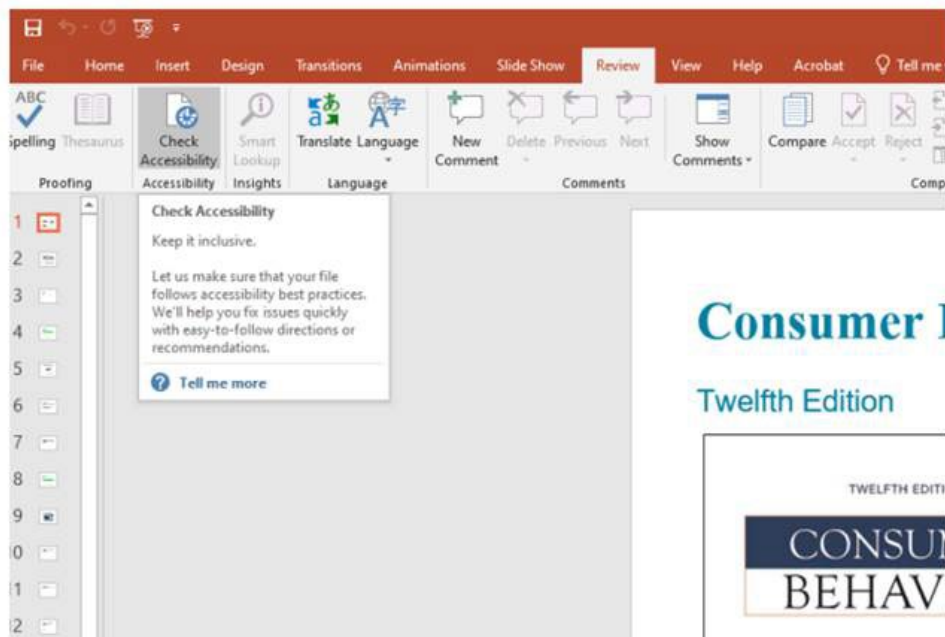 File Home Insert Design Transitions Animations Slide Show Review View Help Acrobat Tell me
ABC
Spelling Thesaurus Check Accessibility Smart Lookup Translate Language New Comment Delete Previous Next Show Comments Compare Accept Reject
Proofing Accessibility Insights Language Comments Comp
Check Accessibility
Keep it inclusive.
Let us make sure that your file
follows accessibility best practices.
We'll help you fix issues quickly
with easy-to-follow directions or
recommendations.
Tell me more
1
2
3
4
5
6
7
8
9
0
1
2
Consumer
Twelfth Edition
TWELFTH EDITI
CONSUM
BEHAV